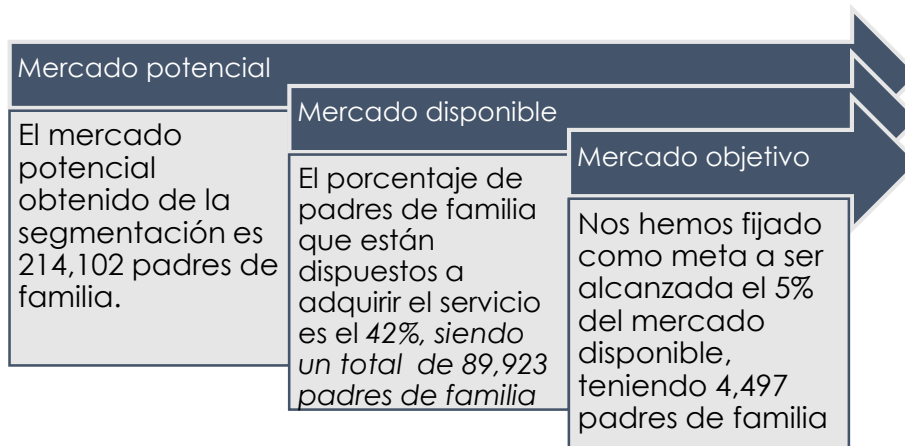 Mercado potencial
El mercado
potencial
obtenido de la
segmentación es
214,102 padres de
familia.
Mercado disponible
El porcentaje de
padres de familia
que están
dispuestos a
adquirir el servicio
es el 42%, siendo
un total de 89,923
padres de familia
Mercado objetivo
Nos hemos fijado
como meta a ser
alcanzada el 5%
del mercado
disponible,
teniendo 4,497
padres de familia